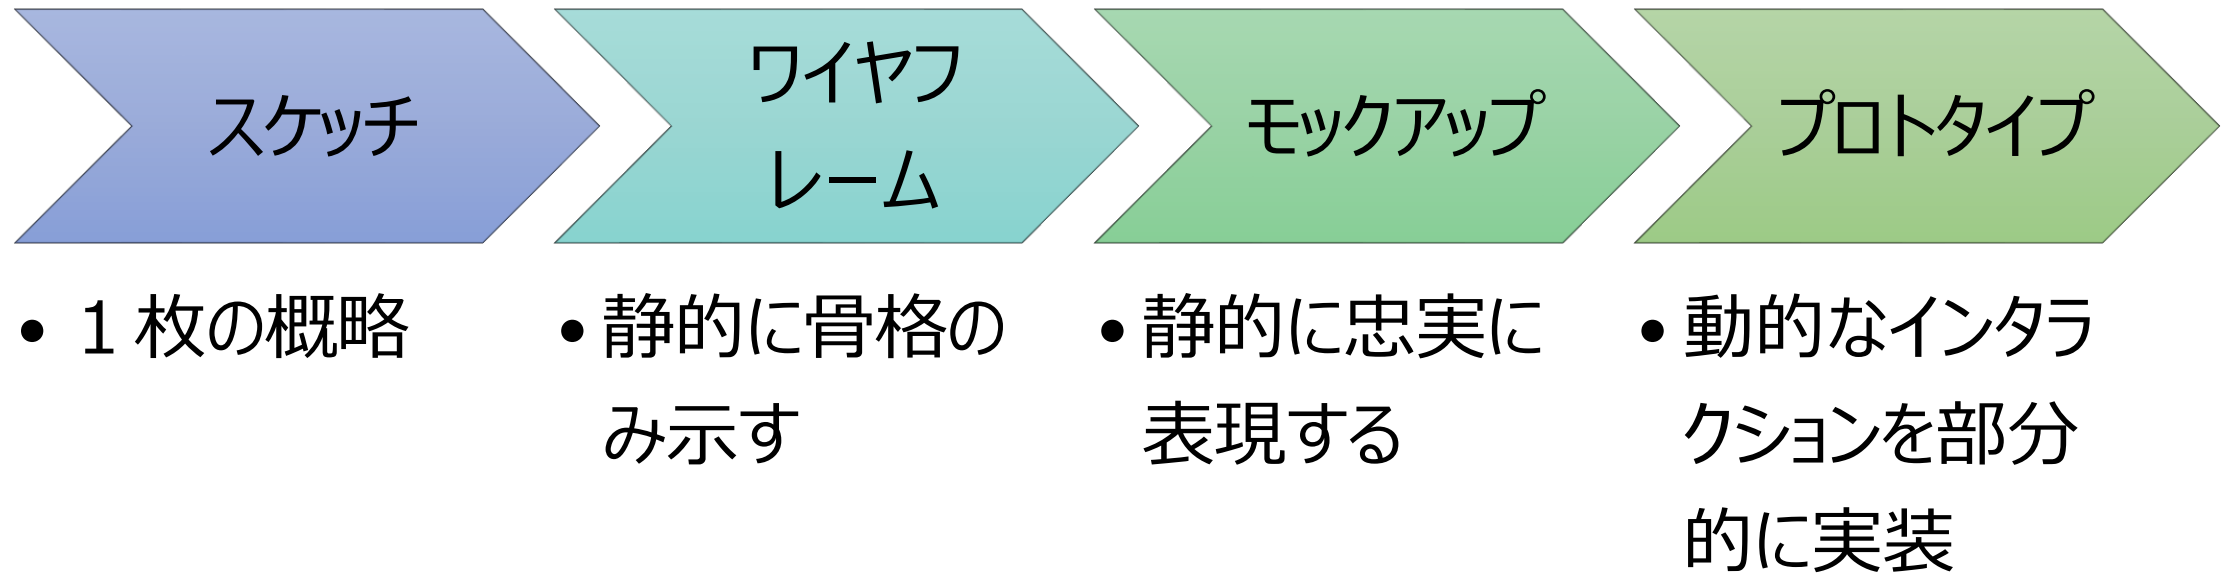 スケッチ
ワイヤフ
レーム
モックアップ
プロトタイプ
• 1 枚の概略
• 静的に骨格の
み示す
• 静的に忠実に
表現する
• 動的なインタラ
クションを部分
的に実装